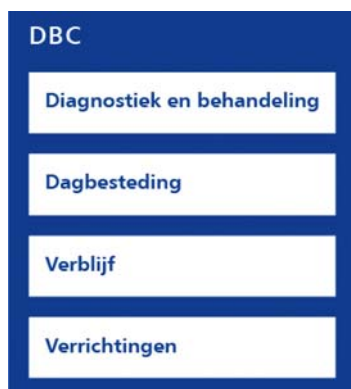 DBC
Diagnostiek en behandeling
Dagbesteding
Verblijf
Verrichtingen